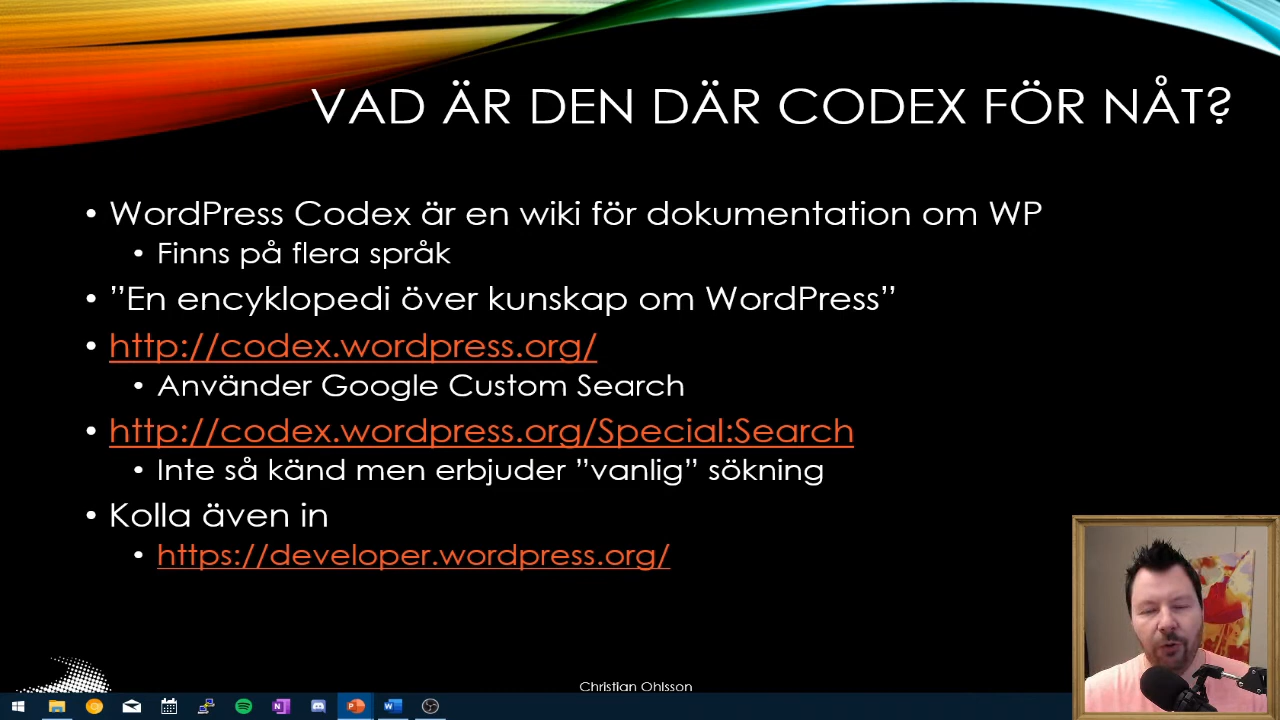 VAD ÄR DEN DÄR CODEX FÖR NÅT?
• WordPress Codex är en wiki för dokumentation om WP
• Finns på flera språk
• ”En encyklopedi över kunskap om WordPress”
• http://codex.wordpress.org/
• Använder Google Custom Search
• http://codex.wordpress.org/Special:Search
• Inte så känd men erbjuder ”vanlig” sökning
• Kolla även in
• https://developer.wordpress.org/
Christian Ohlsson